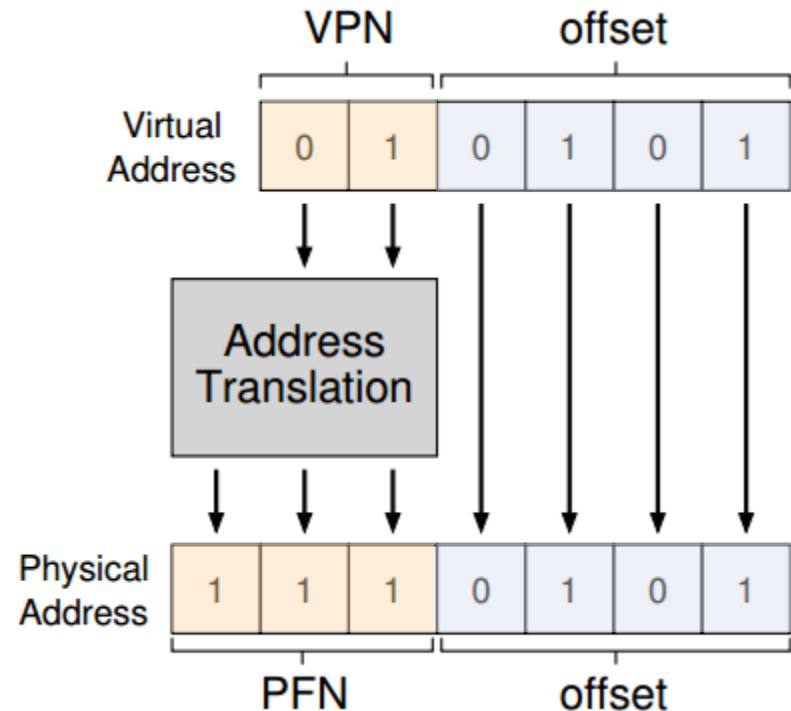 VPN offset
Virtual
Address
0 1 0 1 0 1
Address
Translation
Physical
Address
1 1 1 0 1 0 1
PFN offset